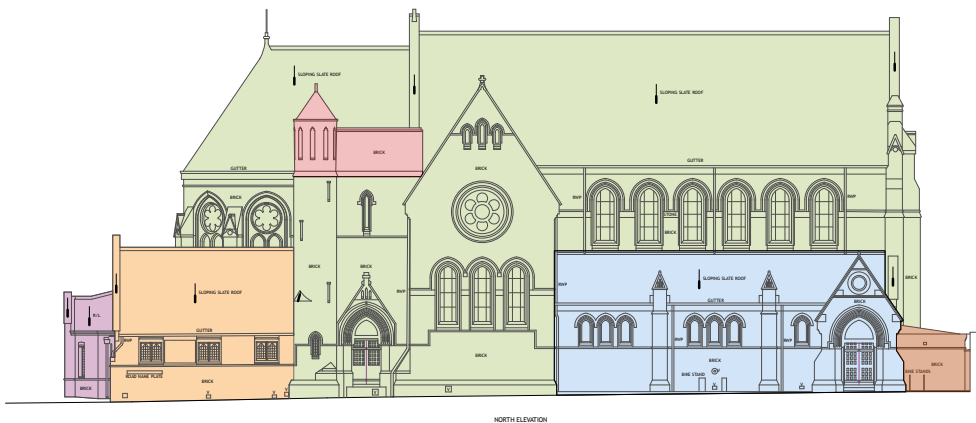 SLOPING SLATE ROOF
SLOPING SLATE ROOF
BRICK
GUTTER
BRICK
GUTTER
BRICK
RWP
STONE
RWP
BRICK
BRICK
BRICK
SLOPING SLATE ROOF
BRICK
RWP
RWP
SLOPING SLATE ROOF
GUTTER
BRICK
R/L
GUTTER
RWP
RWP
RWP
BRICK
BRICK
BRICK
ROAD NAME PLATE
BIKE STAND
BIKE STANDS
BRICK
BRICK
NORTH ELEVATION